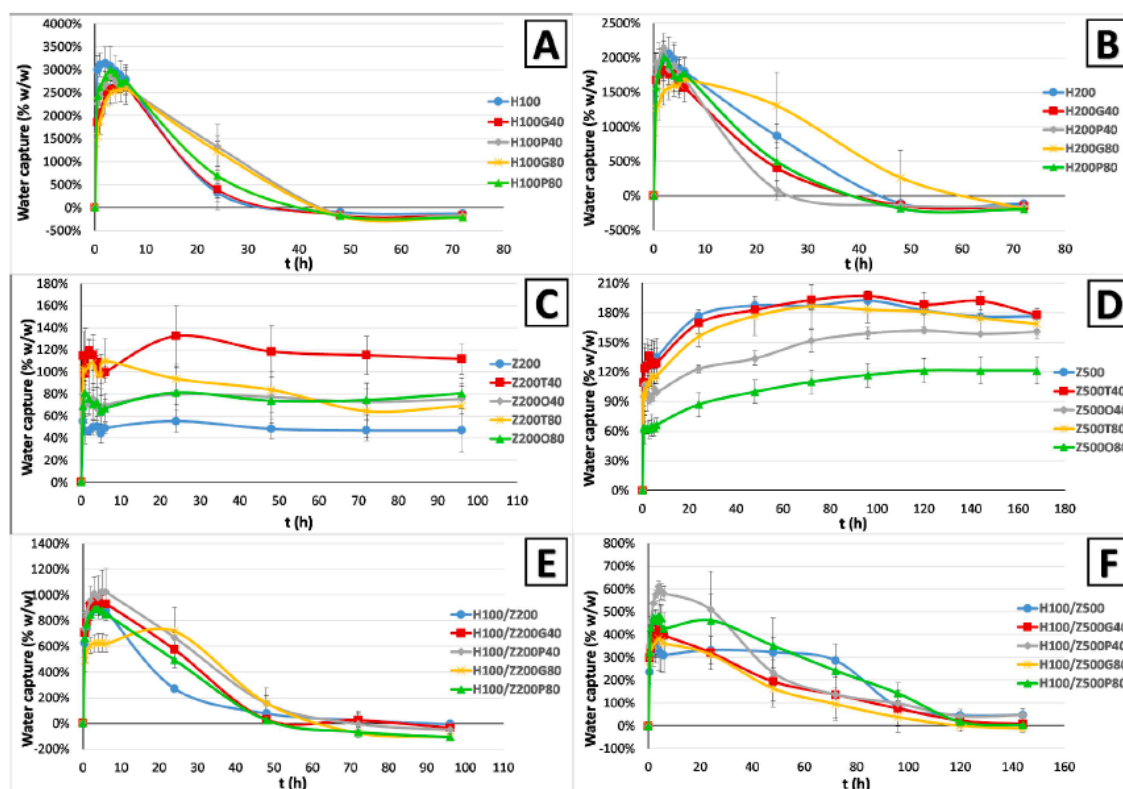 A
Water capture (% w/w)
4000%
3500%
3000%
2500%
2000%
1500%
1000%
500%
0%
-500%
0 10 20 30 40 50 60 70 80
t (h)
H100
H100G40
H100P40
H100G80
H100P80
B
Water capture (% w/w)
2500%
2000%
1500%
1000%
500%
0%
-500%
0 10 20 30 40 50 60 70 80
t (h)
H200
H200G40
H200P40
H200G80
H200P80
C
Water capture (% w/w)
180%
160%
140%
120%
100%
80%
60%
40%
20%
0%
0 10 20 30 40 50 60 70 80 90 100 110
t (h)
Z200
Z200T40
Z200O40
Z200T80
Z200O80
D
Water capture (% w/w)
210%
180%
150%
120%
90%
60%
30%
0%
0 20 40 60 80 100 120 140 160 180
t (h)
Z500
Z500T40
Z500O40
Z500T80
Z500O80
E
Water capture (% w/w)
1400%
1200%
1000%
800%
600%
400%
200%
0%
-200%
0 10 20 30 40 50 60 70 80 90 100 110
t (h)
H100/Z200
H100/Z200G40
H100/Z200P40
H100/Z200G80
H100/Z200P80
F
Water capture (% w/w)
800%
700%
600%
500%
400%
300%
200%
100%
0%
-100%
0 20 40 60 80 100 120 140 160
t (h)
H100/Z500
H100/Z500G40
H100/Z500P40
H100/Z500G80
H100/Z500P80